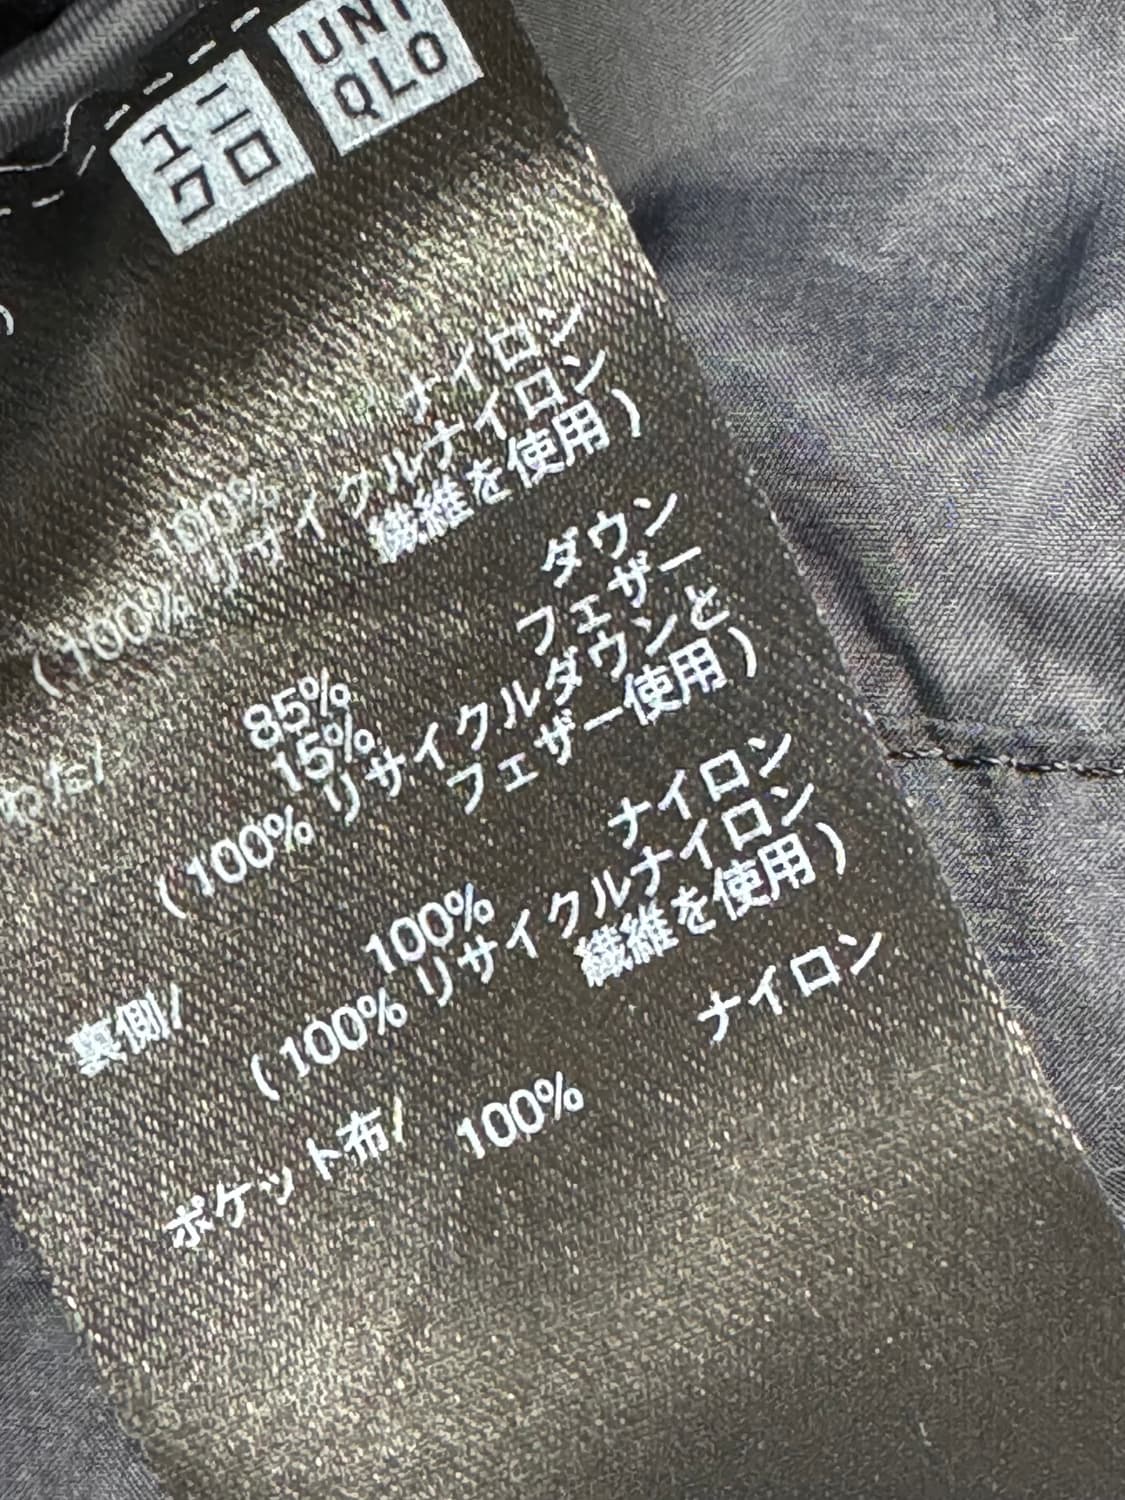 ユニ
クロ
UNI
QLO
100% ナイロン
(100% リサイクルナイロン
繊維を使用)
わた/ 85% ダウン
15% フェザー
(100% リサイクルダウンと
フェザー使用)
裏側/ 100% ナイロン
(100% リサイクルナイロン
繊維を使用)
ポケット布/ 100% ナイロン